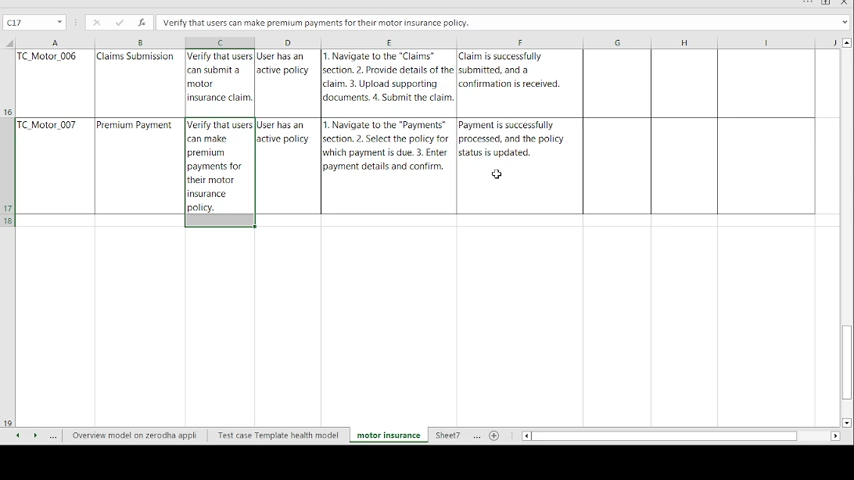 C17
fx
Verify that users can make premium payments for their motor insurance policy.
A B C D E F G H I J
TC_Motor_006
Claims Submission
Verify that users
can submit a
motor
insurance claim.
User has an
active policy
1. Navigate to the "Claims"
section. 2. Provide details of the
claim. 3. Upload supporting
documents. 4. Submit the claim.
Claim is successfully
submitted, and a
confirmation is received.
16
TC_Motor_007
Premium Payment
Verify that users
can make
premium
payments for
their motor
insurance
policy.
User has an
active policy
1. Navigate to the "Payments"
section. 2. Select the policy for
which payment is due. 3. Enter
payment details and confirm.
Payment is successfully
processed, and the policy
status is updated.
17
18
19
... Overview model on zerodha appli Test case Template health model motor insurance Sheet7 ...